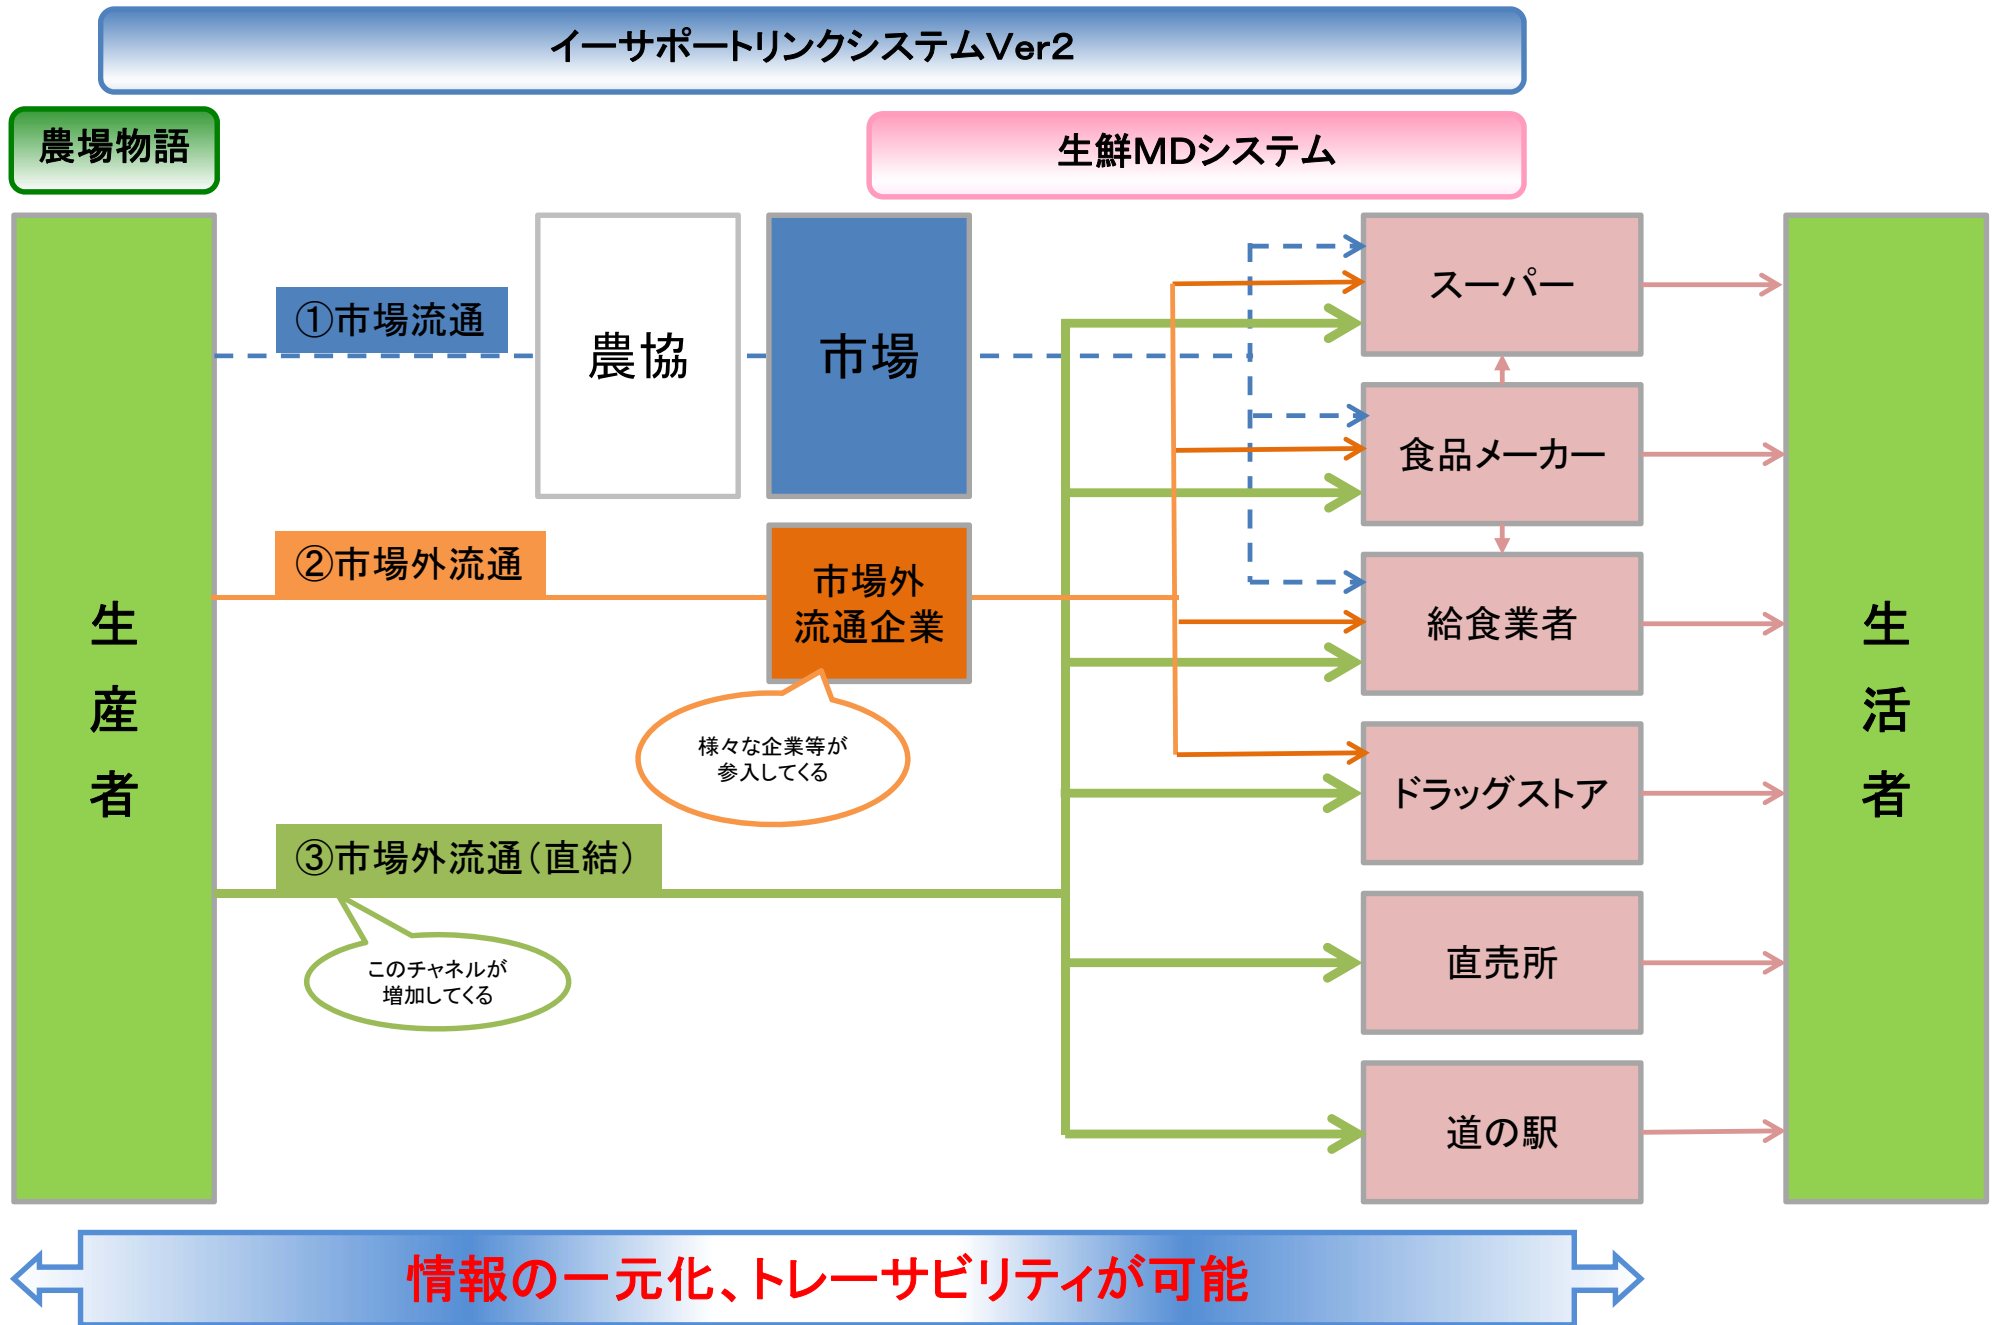 イーサポートリンクシステムVer2
農場物語
生鮮MDシステム
①市場流通
農協
市場
スーパー
食品メーカー
②市場外流通
市場外
流通企業
給食業者
生産者
生活者
様々な企業等が
参入してくる
ドラッグストア
③市場外流通(直結)
このチャネルが
増加してくる
直売所
道の駅
情報の一元化、トレーサビリティが可能